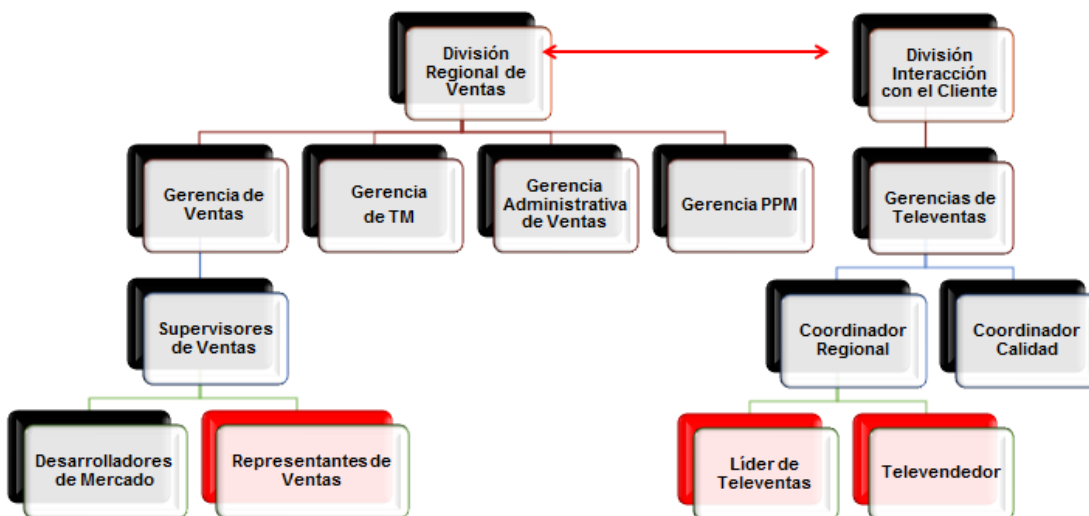 División
Regional de
Ventas
División
Interacción
con el Cliente
Gerencia de
Ventas
Gerencia
de TM
Gerencia
Administrativa
de Ventas
Gerencia PPM
Gerencias de
Televentas
Supervisores
de Ventas
Coordinador
Regional
Coordinador
Calidad
Desarrolladores
de Mercado
Representantes de
Ventas
Líder de
Televentas
Televendedor